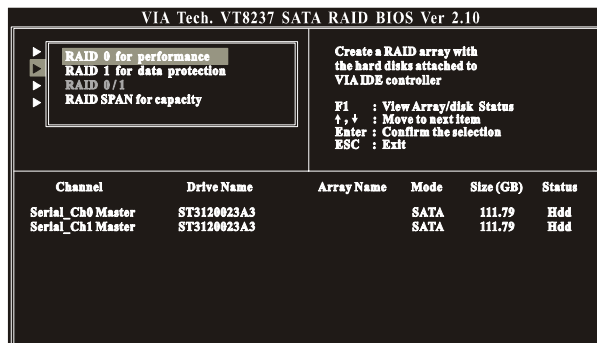 VIA Tech. VT8237 SATA RAID BIOS Ver 2.10
RAID 0 for performance
RAID 1 for data protection
RAID 0/1
RAID SPAN for capacity
Create a RAID array with
the hard disks attached to
VIA IDE controller
F1 : View Array/disk Status
↑,↓ : Move to next item
Enter : Confirm the selection
ESC : Exit
Channel Drive Name Array Name Mode Size (GB) Status
Serial_Ch0 Master ST3120023A3 SATA 111.79 Hdd
Serial_Ch1 Master ST3120023A3 SATA 111.79 Hdd